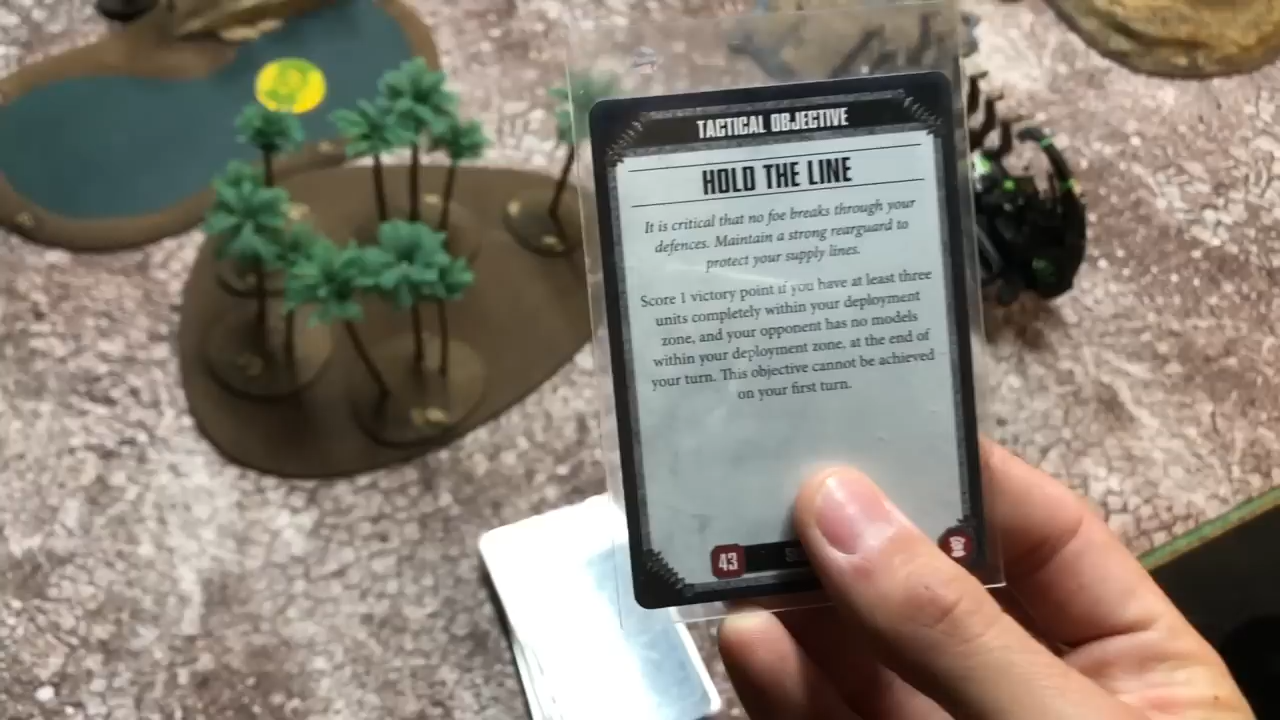 TACTICAL OBJECTIVE
HOLD THE LINE
It is critical that no foe breaks through your
defences. Maintain a strong rearguard to
protect your supply lines.
Score 1 victory point if you have at least three
units completely within your deployment
zone, and your opponent has no models
within your deployment zone, at the end of
your turn. This objective cannot be achieved
on your first turn.
43